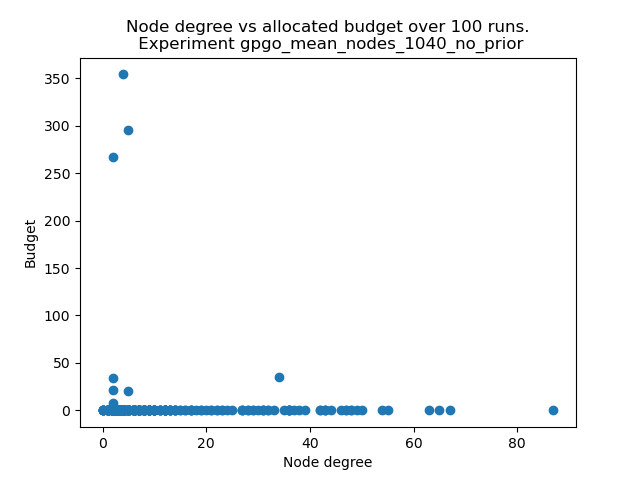 Node degree vs allocated budget over 100 runs.
Experiment gpgo_mean_nodes_1040_no_prior
350
300
250
200
150
100
50
0
Budget
0 20 40 60 80
Node degree